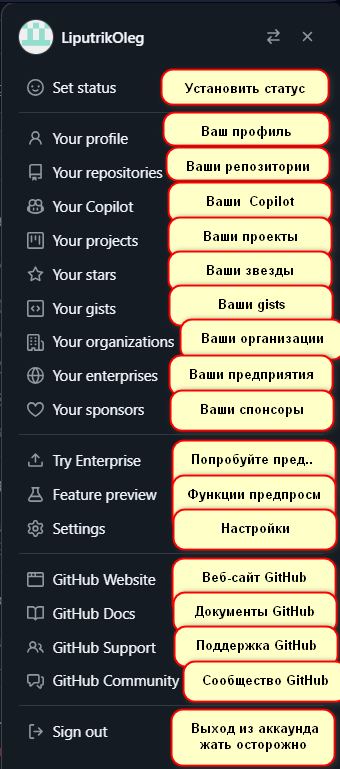 LiputrikOleg
Set status Установить статус
Your profile Ваш профиль
Your repositories Ваши репозитории
Your Copilot Ваши Copilot
Your projects Ваши проекты
Your stars Ваши звезды
Your gists Ваши gists
Your organizations Ваши организации
Your enterprises Ваши предприятия
Your sponsors Ваши спонсоры
Try Enterprise Попробуйте пред..
Feature preview Функции предпросм
Settings Настройки
GitHub Website Веб-сайт GitHub
GitHub Docs Документы GitHub
GitHub Support Поддержка GitHub
GitHub Community Сообщество GitHub
Sign out Выход из аккаунда
жать осторожно